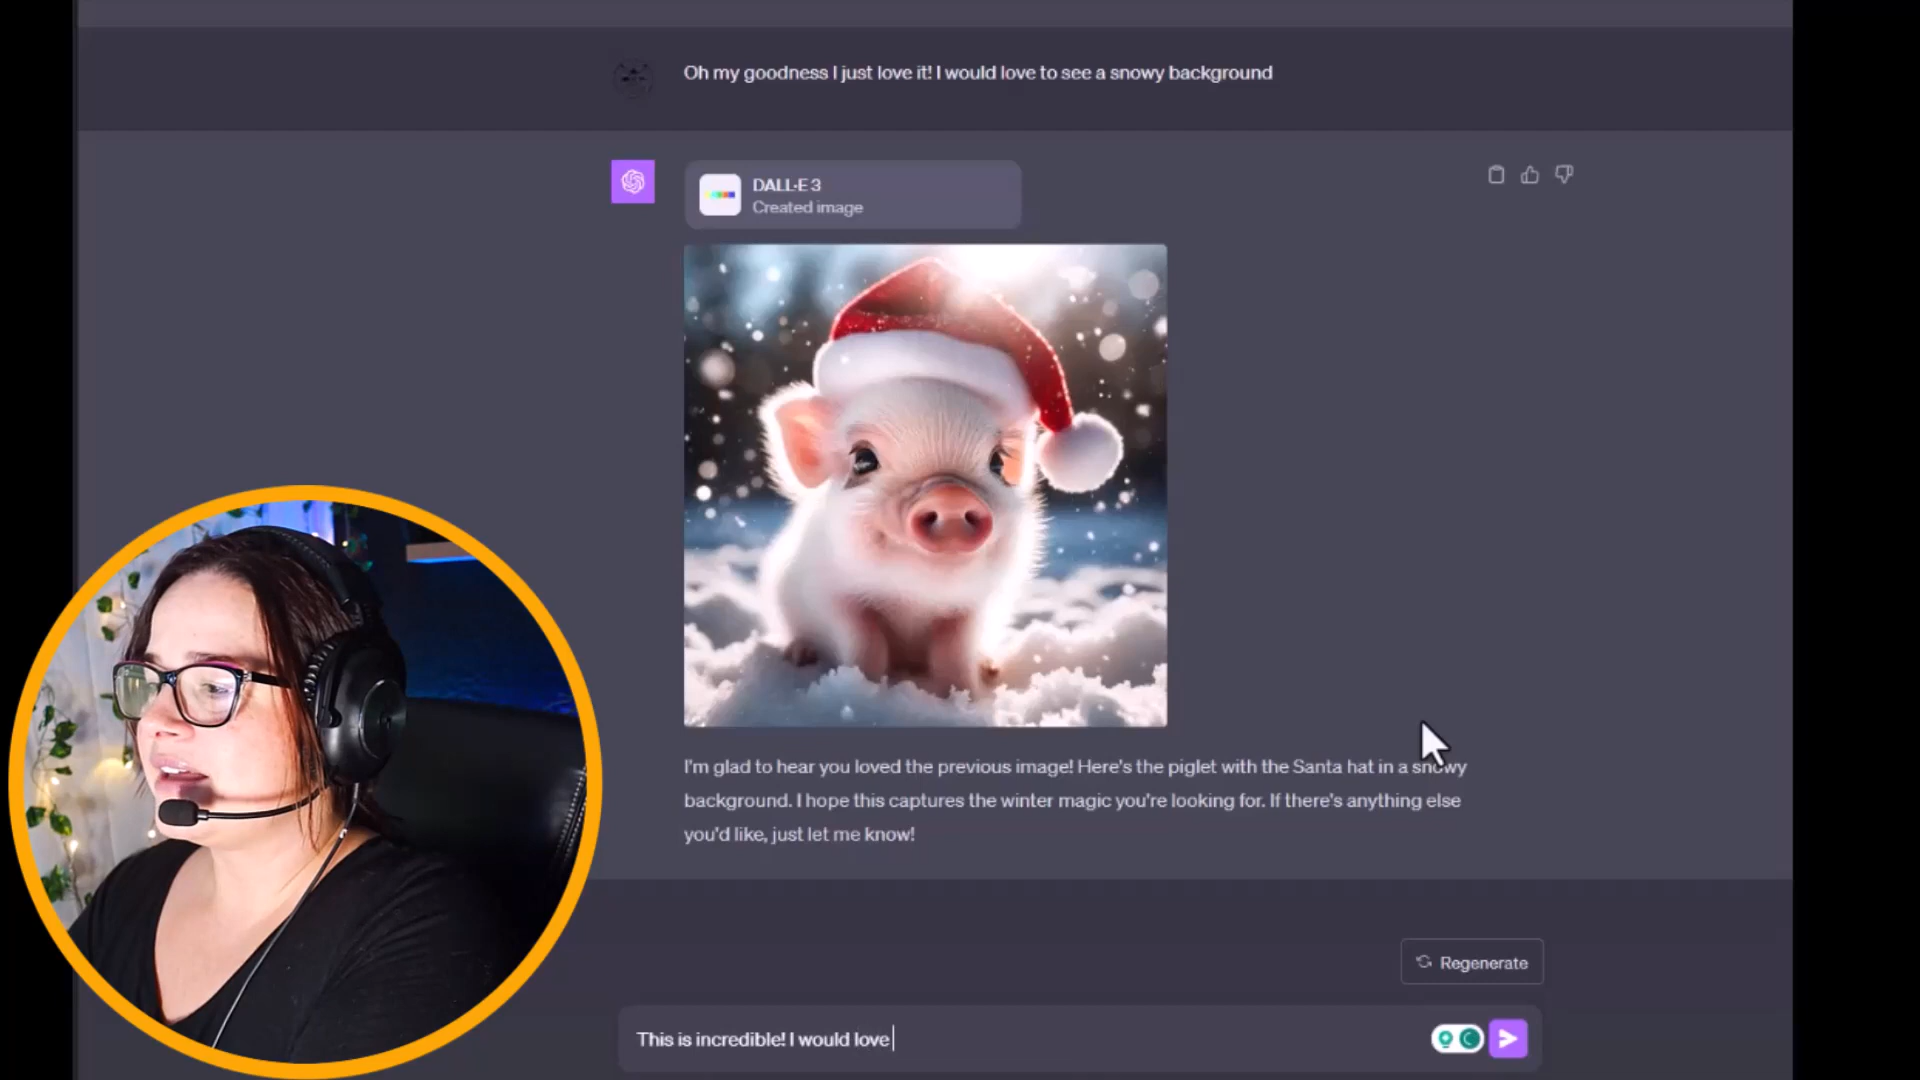 Oh my goodness I just love it! I would love to see a snowy background
DALL·E 3
Created image
I'm glad to hear you loved the previous image! Here's the piglet with the Santa hat in a snowy
background. I hope this captures the winter magic you're looking for. If there's anything else
you'd like, just let me know!
Regenerate
This is incredible! I would love